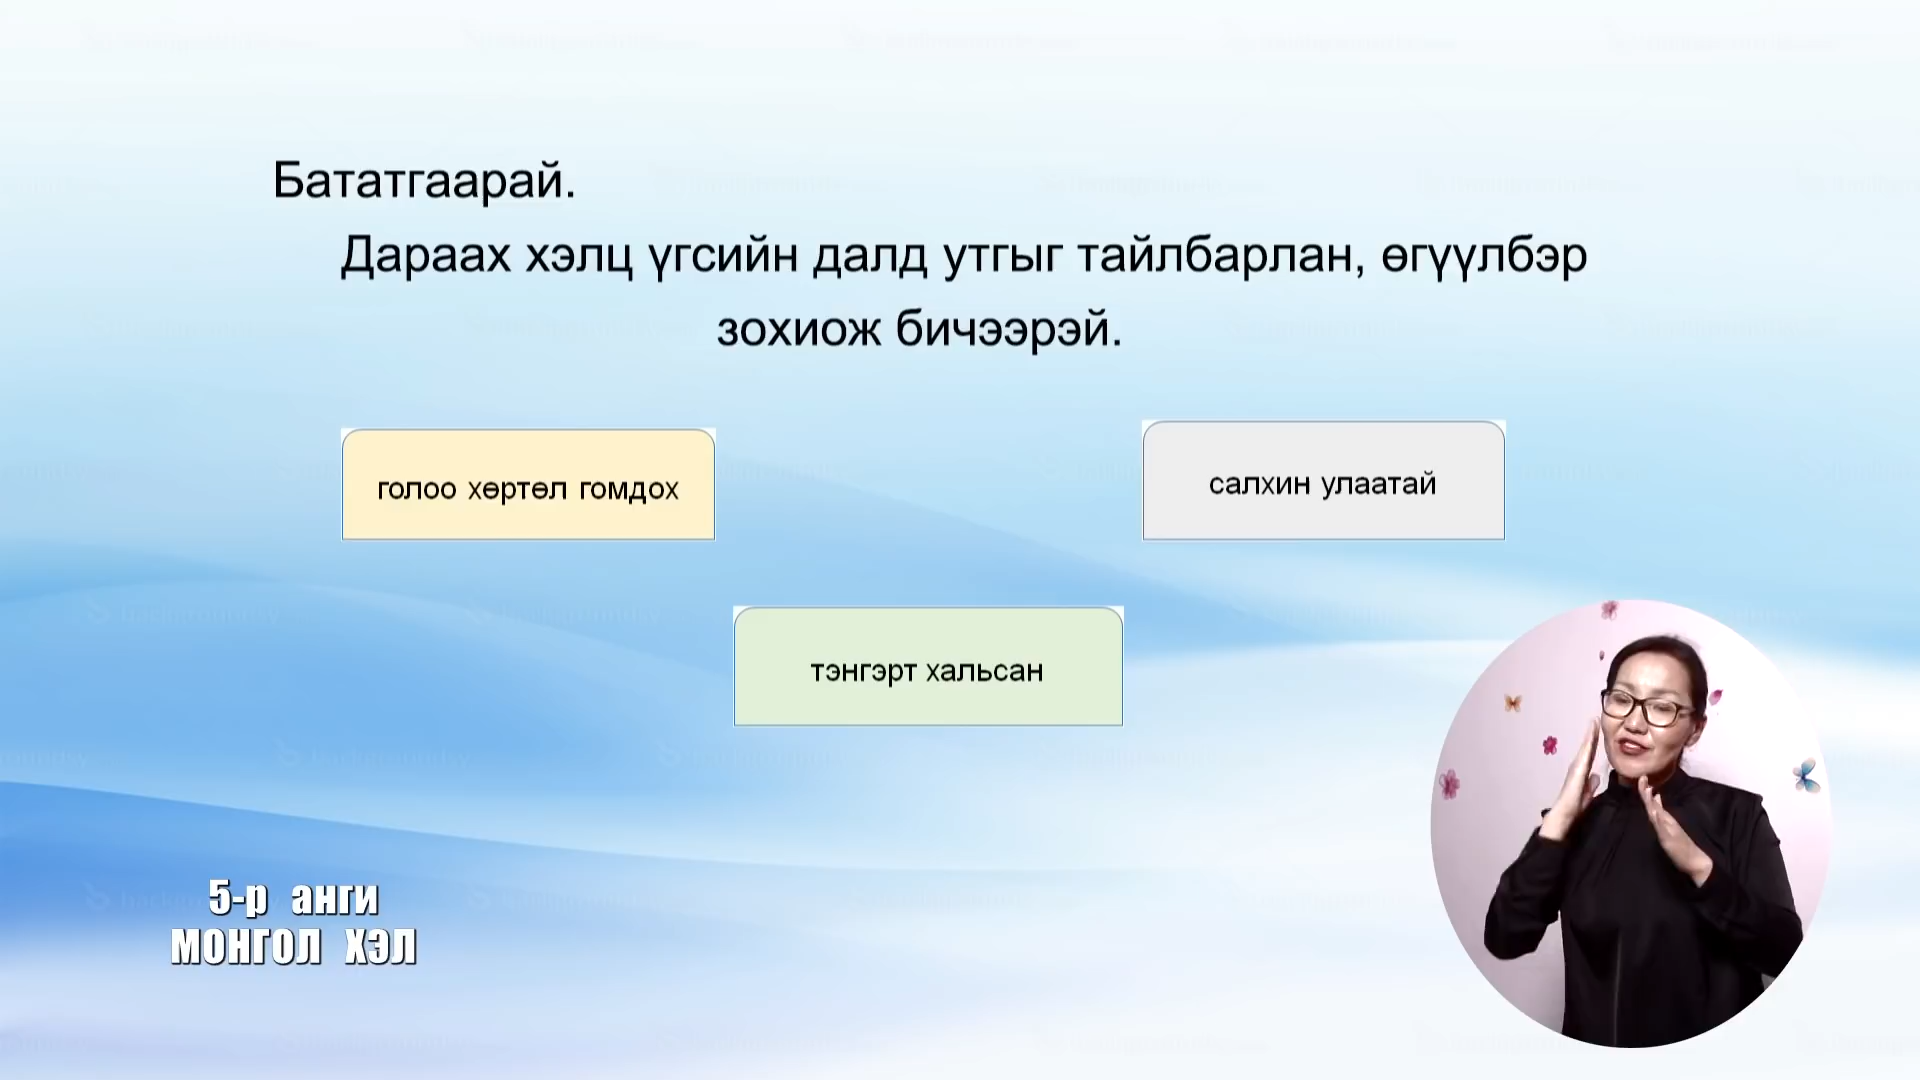 Бататгаарай.
Дараах хэлц үгсийн далд утгыг тайлбарлан, өгүүлбэр
зохиож бичээрэй.
голоо хөртөл гомдох
салхин улаатай
тэнгэрт хальсан
5-р анги
МОНГОЛ ХЭЛ